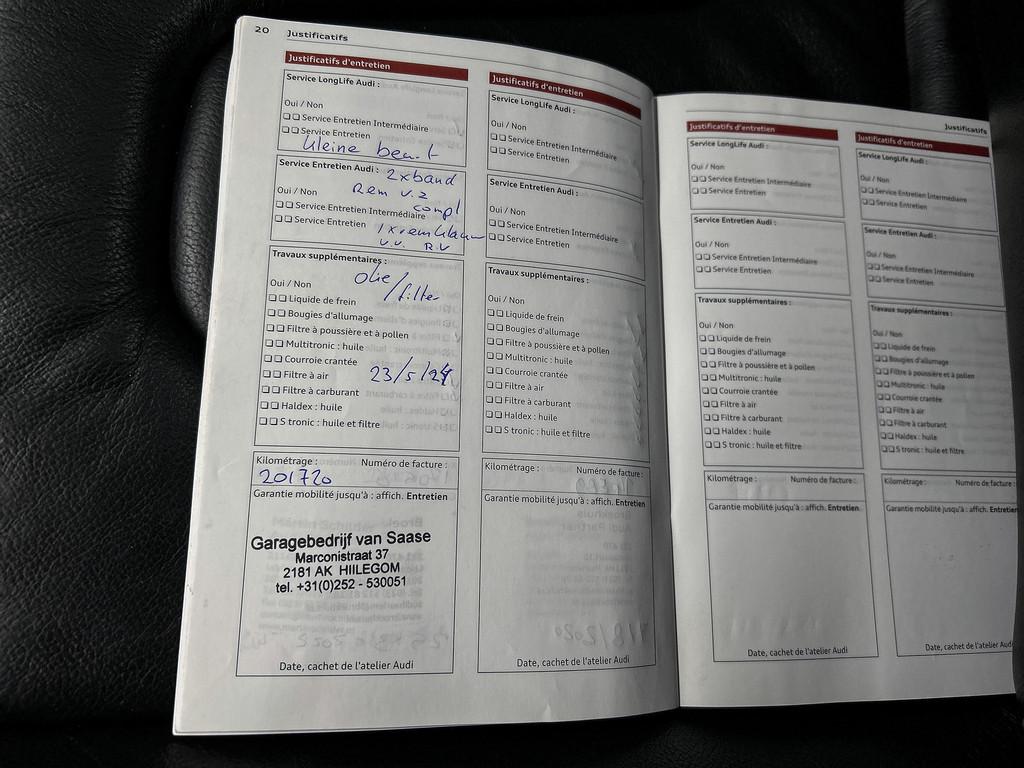 20 Justificatifs
Justificatifs d'entretien
Service LongLife Audi :
Oui / Non
Service Entretien Intermédiaire
Service Entretien
kleine beurt
Service Entretien Audi : 2xband
Oui / Non Rem v.z
compl
Service Entretien Intermédiaire
Service Entretien 1x
v.v. R.V
Travaux supplémentaires :
olie/filter
Oui / Non
Liquide de frein
Bougies d'allumage
Filtre à poussière et à pollen
Multitronic : huile
Courroie crantée
Filtre à air 23/5/24
Filtre à carburant
Haldex : huile
S tronic : huile et filtre
Kilométrage : Numéro de facture :
201720
Garantie mobilité jusqu'à : affich. Entretien
Garagebedrijf van Saase
Marconistraat 37
2181 AK HIILEGOM
tel. +31(0)252 - 530051
Date, cachet de l'atelier Audi
Justificatifs d'entretien
Service LongLife Audi :
Oui / Non
Service Entretien Intermédiaire
Service Entretien
Service Entretien Audi :
Oui / Non
Service Entretien Intermédiaire
Service Entretien
Travaux supplémentaires :
Oui / Non
Liquide de frein
Bougies d'allumage
Filtre à poussière et à pollen
Multitronic : huile
Courroie crantée
Filtre à air
Filtre à carburant
Haldex : huile
S tronic : huile et filtre
Kilométrage : Numéro de facture :
Garantie mobilité jusqu'à : affich. Entretien
Date, cachet de l'atelier Audi
Justificatifs d'entretien
Service LongLife Audi :
Oui / Non
Service Entretien Intermédiaire
Service Entretien
Service Entretien Audi :
Oui / Non
Service Entretien Intermédiaire
Service Entretien
Travaux supplémentaires :
Oui / Non
Liquide de frein
Bougies d'allumage
Filtre à poussière et à pollen
Multitronic : huile
Courroie crantée
Filtre à air
Filtre à carburant
Haldex : huile
S tronic : huile et filtre
Kilométrage : Numéro de facture :
Garantie mobilité jusqu'à : affich. Entretien
Date, cachet de l'atelier Audi
Justificatifs
Justificatifs d'entretien
Service LongLife Audi :
Oui / Non
Service Entretien Intermédiaire
Service Entretien
Service Entretien Audi :
Oui / Non
Service Entretien Intermédiaire
Service Entretien
Travaux supplémentaires :
Oui / Non
Liquide de frein
Bougies d'allumage
Filtre à poussière et à pollen
Multitronic : huile
Courroie crantée
Filtre à air
Filtre à carburant
Haldex : huile
S tronic : huile et filtre
Kilométrage : Numéro de facture :
Garantie mobilité jusqu'à : affich. Entretien
Date, cachet de l'atelier Audi